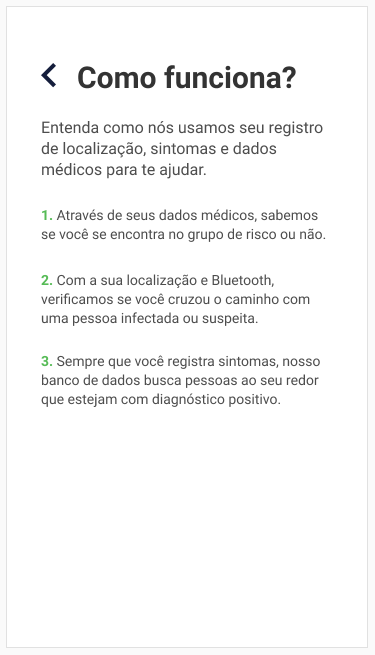 Como funciona?
Entenda como nós usamos seu registro
de localização, sintomas e dados
médicos para te ajudar.
1. Através de seus dados médicos, sabemos
se você se encontra no grupo de risco ou não.
2. Com a sua localização e Bluetooth,
verificamos se você cruzou o caminho com
uma pessoa infectada ou suspeita.
3. Sempre que você registra sintomas, nosso
banco de dados busca pessoas ao seu redor
que estejam com diagnóstico positivo.